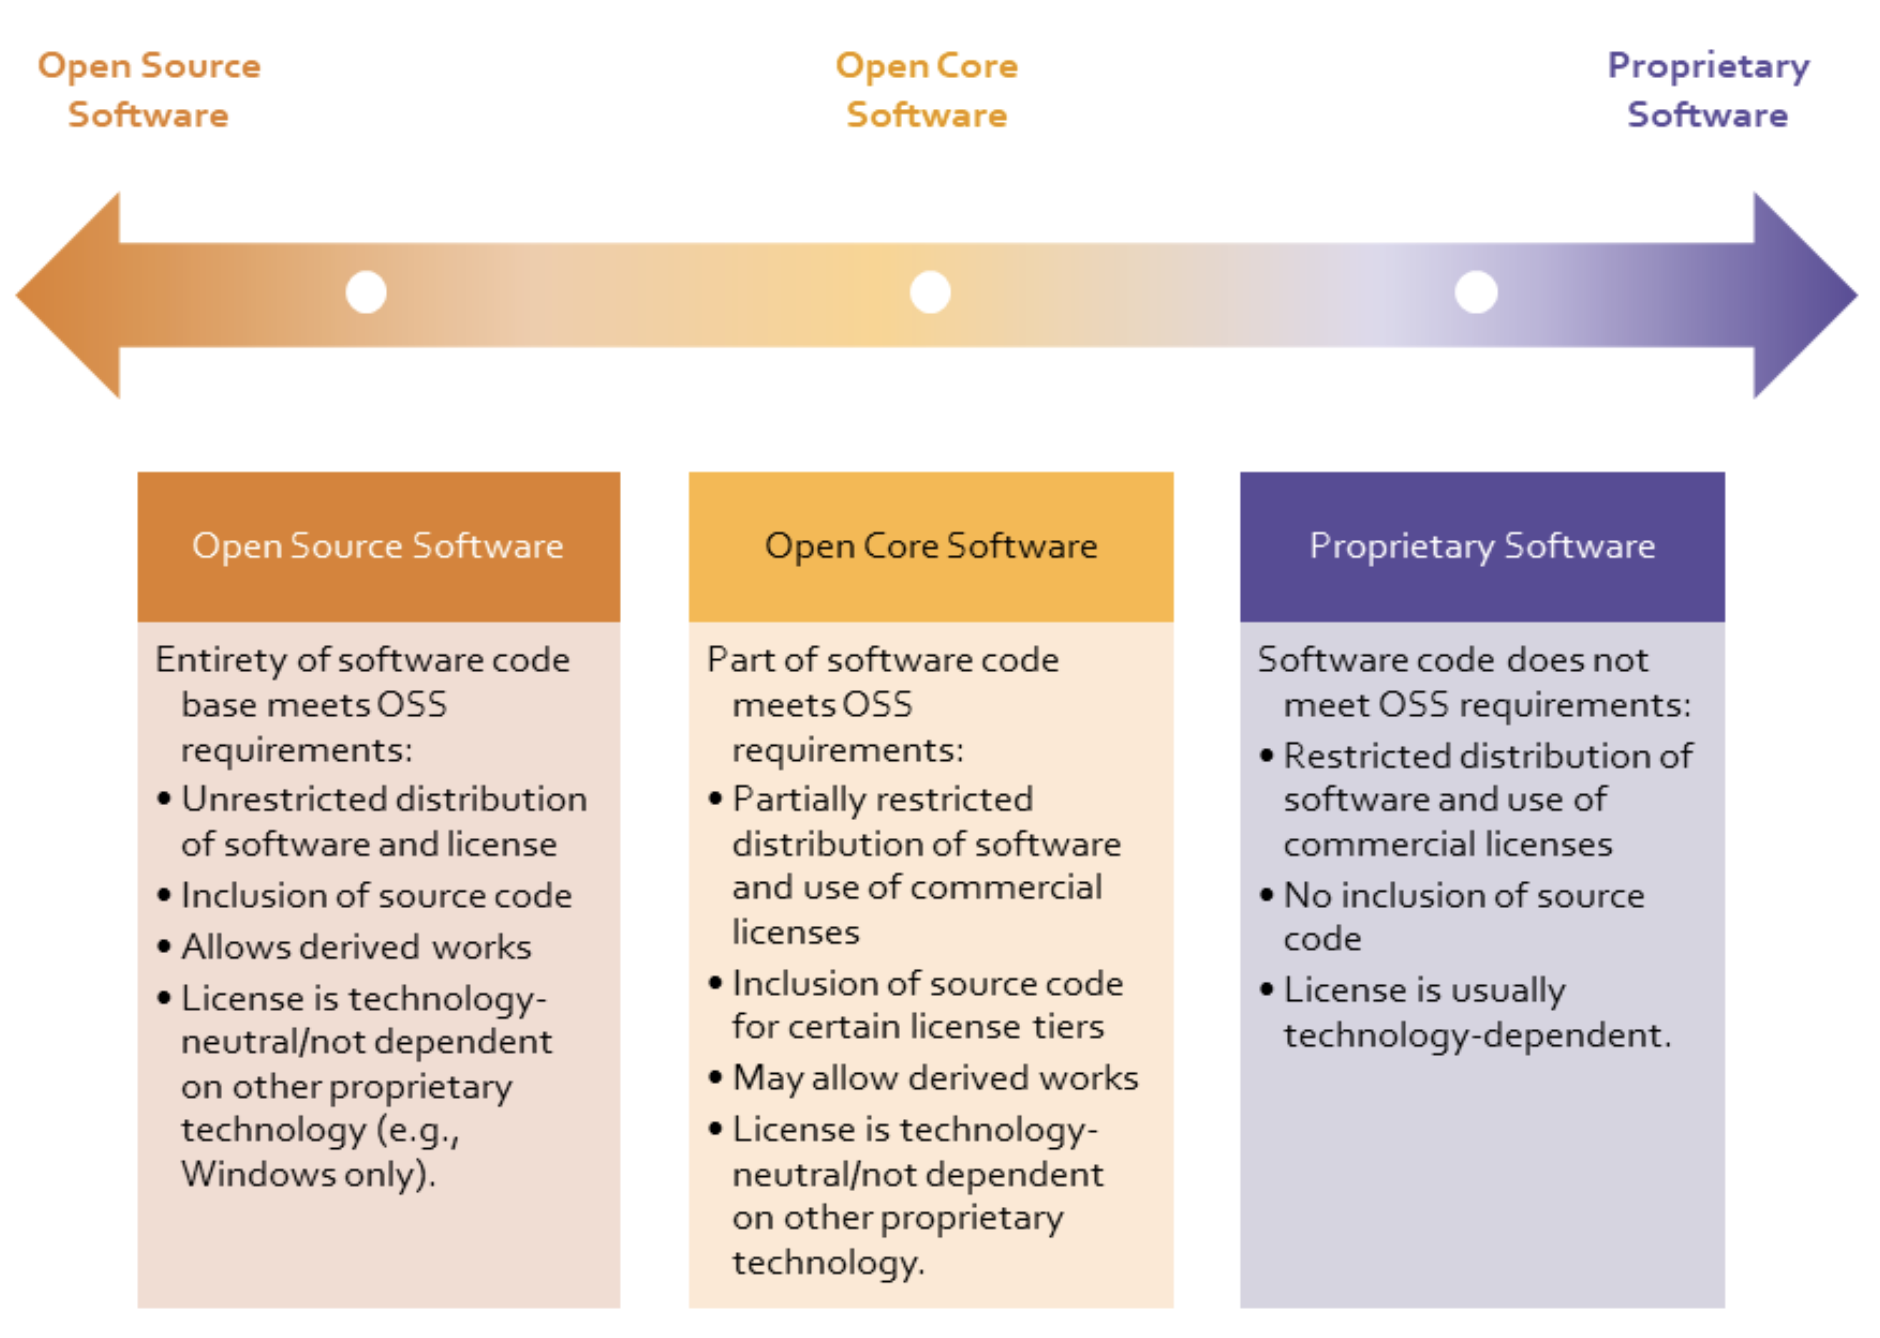 Open Source
Software
Open Core
Software
Proprietary
Software
Open Source Software
Entirety of software code
base meets OSS
requirements:
• Unrestricted distribution
of software and license
• Inclusion of source code
• Allows derived works
• License is technology-
neutral/not dependent
on other proprietary
technology (e.g.,
Windows only).
Open Core Software
Part of software code
meets OSS
requirements:
• Partially restricted
distribution of software
and use of commercial
licenses
• Inclusion of source code
for certain license tiers
• May allow derived works
• License is technology-
neutral/not dependent
on other proprietary
technology.
Proprietary Software
Software code does not
meet OSS requirements:
• Restricted distribution of
software and use of
commercial licenses
• No inclusion of source
code
• License is usually
technology-dependent.